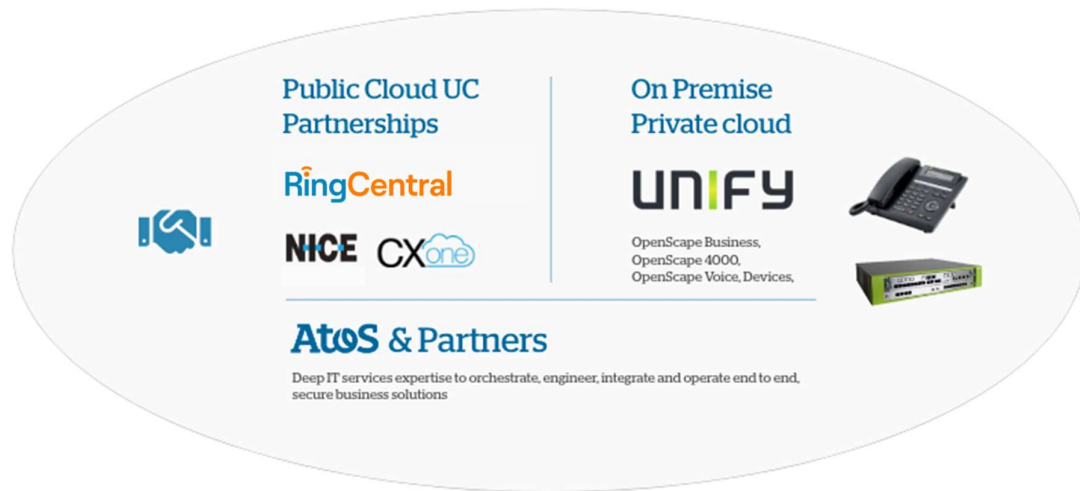 Public Cloud UC
Partnerships
RingCentral
NICE CXone
On Premise
Private cloud
UNIFY
OpenScape Business,
OpenScape 4000,
OpenScape Voice, Devices,
Atos & Partners
Deep IT services expertise to orchestrate, engineer, integrate and operate end to end,
secure business solutions